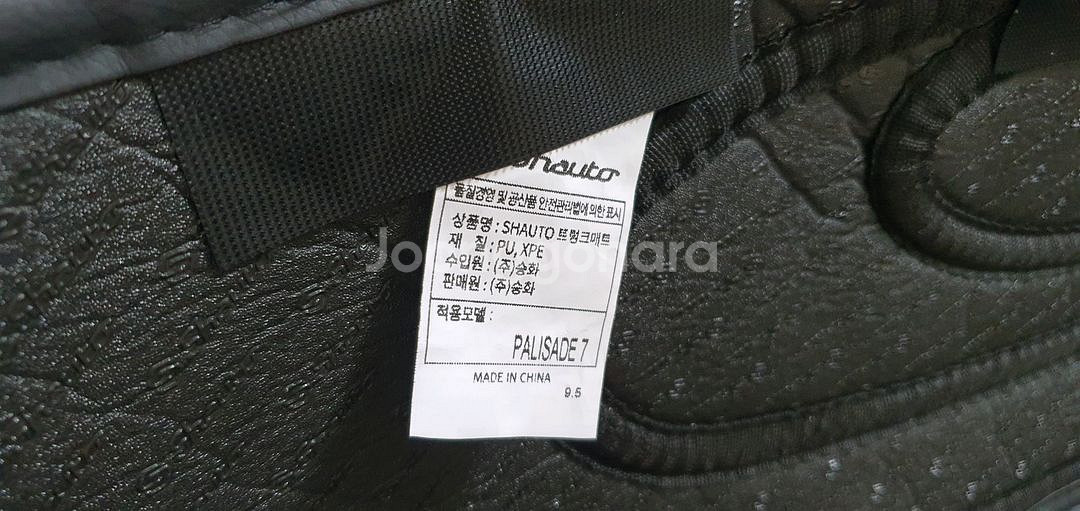 shauto
품질경영 및 공산품 안전관리법에 의한 표시
상품명 : SHAUTO 트렁크매트
재 질 : PU, XPE
수입원 : (주)승화
판매원 : (주)승화
적용모델 :
PALISADE 7
MADE IN CHINA
9.5